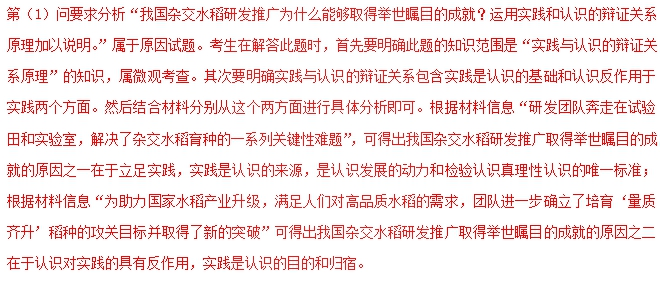 第（1）问要求分析“我国杂交水稻研发推广为什么能够取得举世瞩目的成就？运用实践和认识的辩证关系
原理加以说明。”属于原因试题。考生在解答此题时，首先要明确此题的知识范围是“实践与认识的辩证关
系原理”的知识，属微观考查。其次要明确实践与认识的辩证关系包含实践是认识的基础和认识反作用于
实践两个方面。然后结合材料分别从这个两方面进行具体分析即可。根据材料信息“研发团队奔走在试验
田和实验室，解决了杂交水稻育种的一系列关键性难题”，可得出我国杂交水稻研发推广取得举世瞩目的成
就的原因之一在于立足实践，实践是认识的来源，是认识发展的动力和检验认识真理性认识的唯一标准；
根据材料信息“为助力国家水稻产业升级，满足人们对高品质水稻的需求，团队进一步确立了培育‘量质
齐升’稻种的攻关目标并取得了新的突破”可得出我国杂交水稻研发推广取得举世瞩目的成就的原因之二
在于认识对实践的具有反作用，实践是认识的目的和归宿。